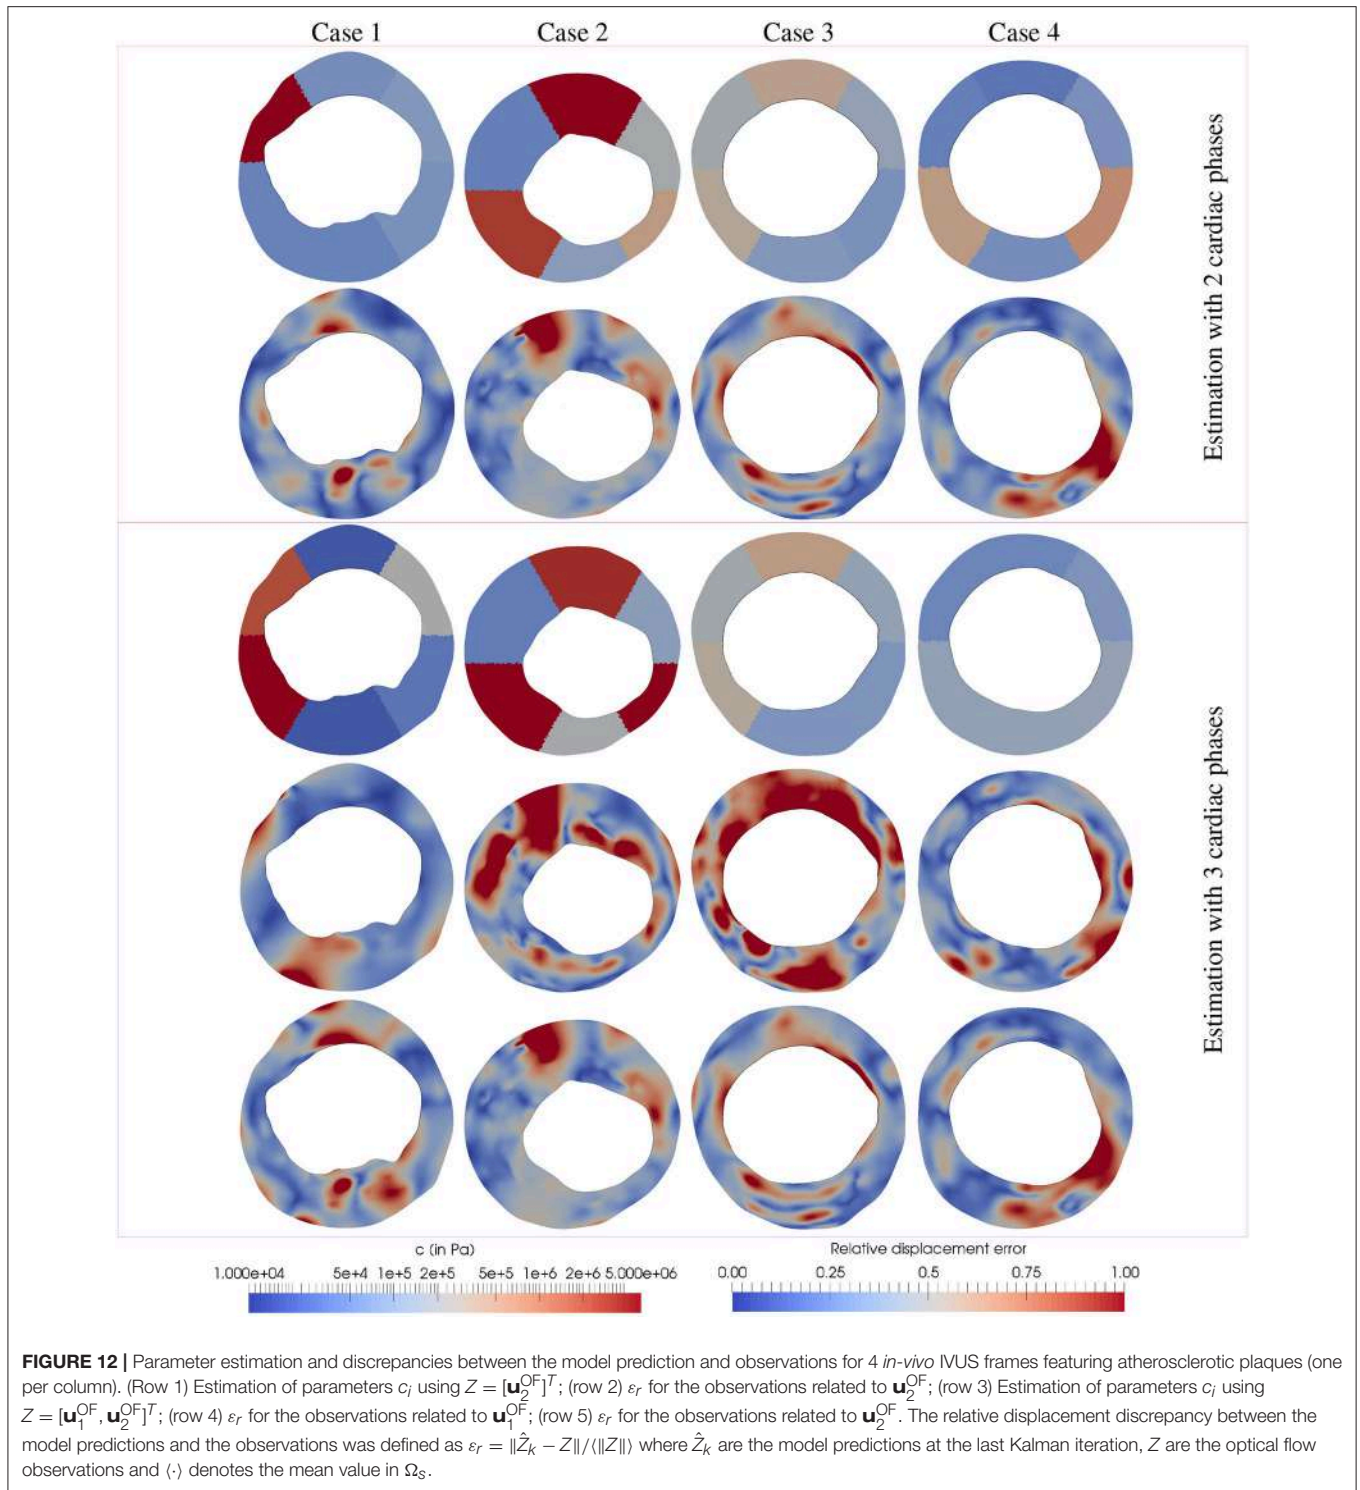 Case 1 Case 2 Case 3 Case 4
Estimation with 2 cardiac phases
Estimation with 3 cardiac phases
c (in Pa)
1.000e+04 5e+4 1e+5 2e+5 5e+5 1e+6 2e+6 5.000e+06
Relative displacement error
0.00 0.25 0.5 0.75 1.00
FIGURE 12 | Parameter estimation and discrepancies between the model prediction and observations for 4 in-vivo IVUS frames featuring atherosclerotic plaques (one
per column). (Row 1) Estimation of parameters c_i using Z = [u_2^OF]^T; (row 2) ε_r for the observations related to u_2^OF; (row 3) Estimation of parameters c_i using
Z = [u_1^OF, u_2^OF]^T; (row 4) ε_r for the observations related to u_1^OF; (row 5) ε_r for the observations related to u_2^OF. The relative displacement discrepancy between the
model predictions and the observations was defined as ε_r = ‖Ẑ_k − Z‖/⟨‖Z‖⟩ where Ẑ_k are the model predictions at the last Kalman iteration, Z are the optical flow
observations and ⟨·⟩ denotes the mean value in Ω_s.